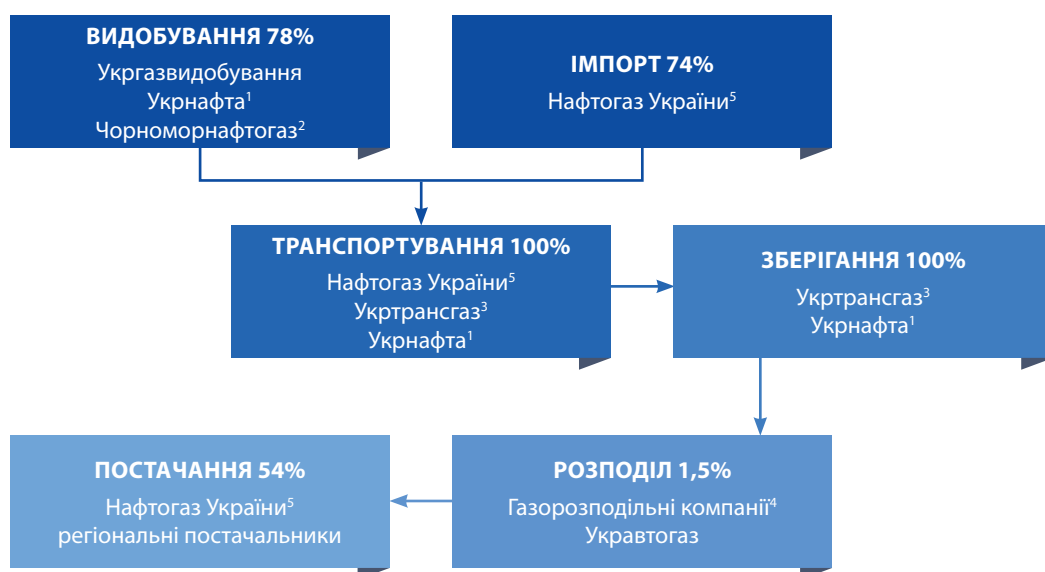 ВИДОБУВАННЯ 78%
Укргазвидобування
Укрнафта¹
Чорноморнафтогаз²
ІМПОРТ 74%
Нафтогаз України⁵
ТРАНСПОРТУВАННЯ 100%
Нафтогаз України⁵
Укртрансгаз³
Укрнафта¹
ЗБЕРІГАННЯ 100%
Укртрансгаз³
Укрнафта¹
ПОСТАЧАННЯ 54%
Нафтогаз України⁵
регіональні постачальники
РОЗПОДІЛ 1,5%
Газорозподільні компанії⁴
Укравтогаз